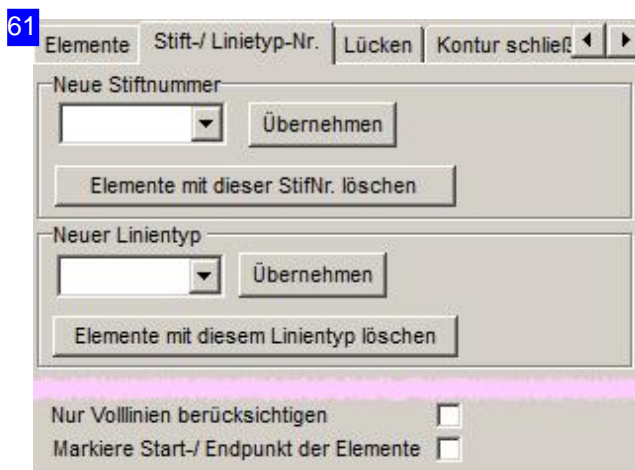 61
Elemente Stift-/ Linietyp-Nr. Lücken Kontur schließ
Neue Stiftnummer
Übernehmen
Elemente mit dieser StifNr. löschen
Neuer Linientyp
Übernehmen
Elemente mit diesem Linientyp löschen
Nur Volllinien berücksichtigen
Markiere Start-/ Endpunkt der Elemente